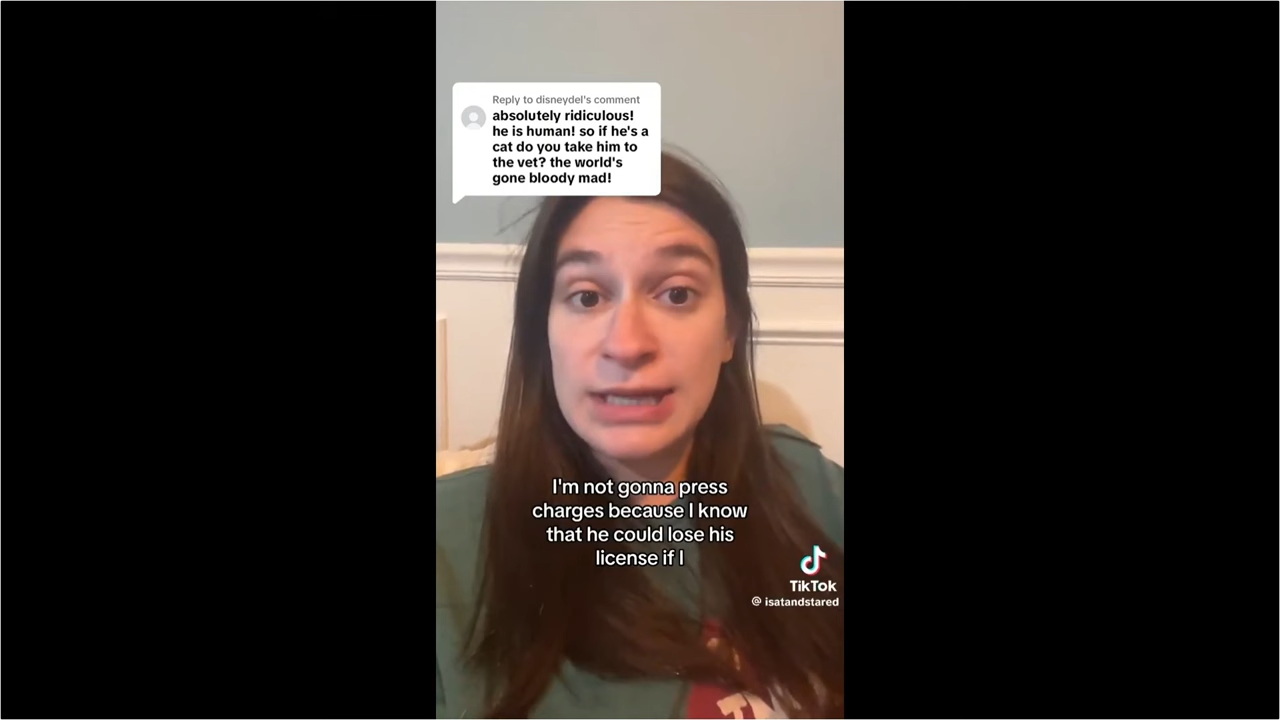 Reply to disneydel's comment
absolutely ridiculous!
he is human! so if he's a
cat do you take him to
the vet? the world's
gone bloody mad!
I'm not gonna press
charges because I know
that he could lose his
license if I
TikTok
@ isatandstared